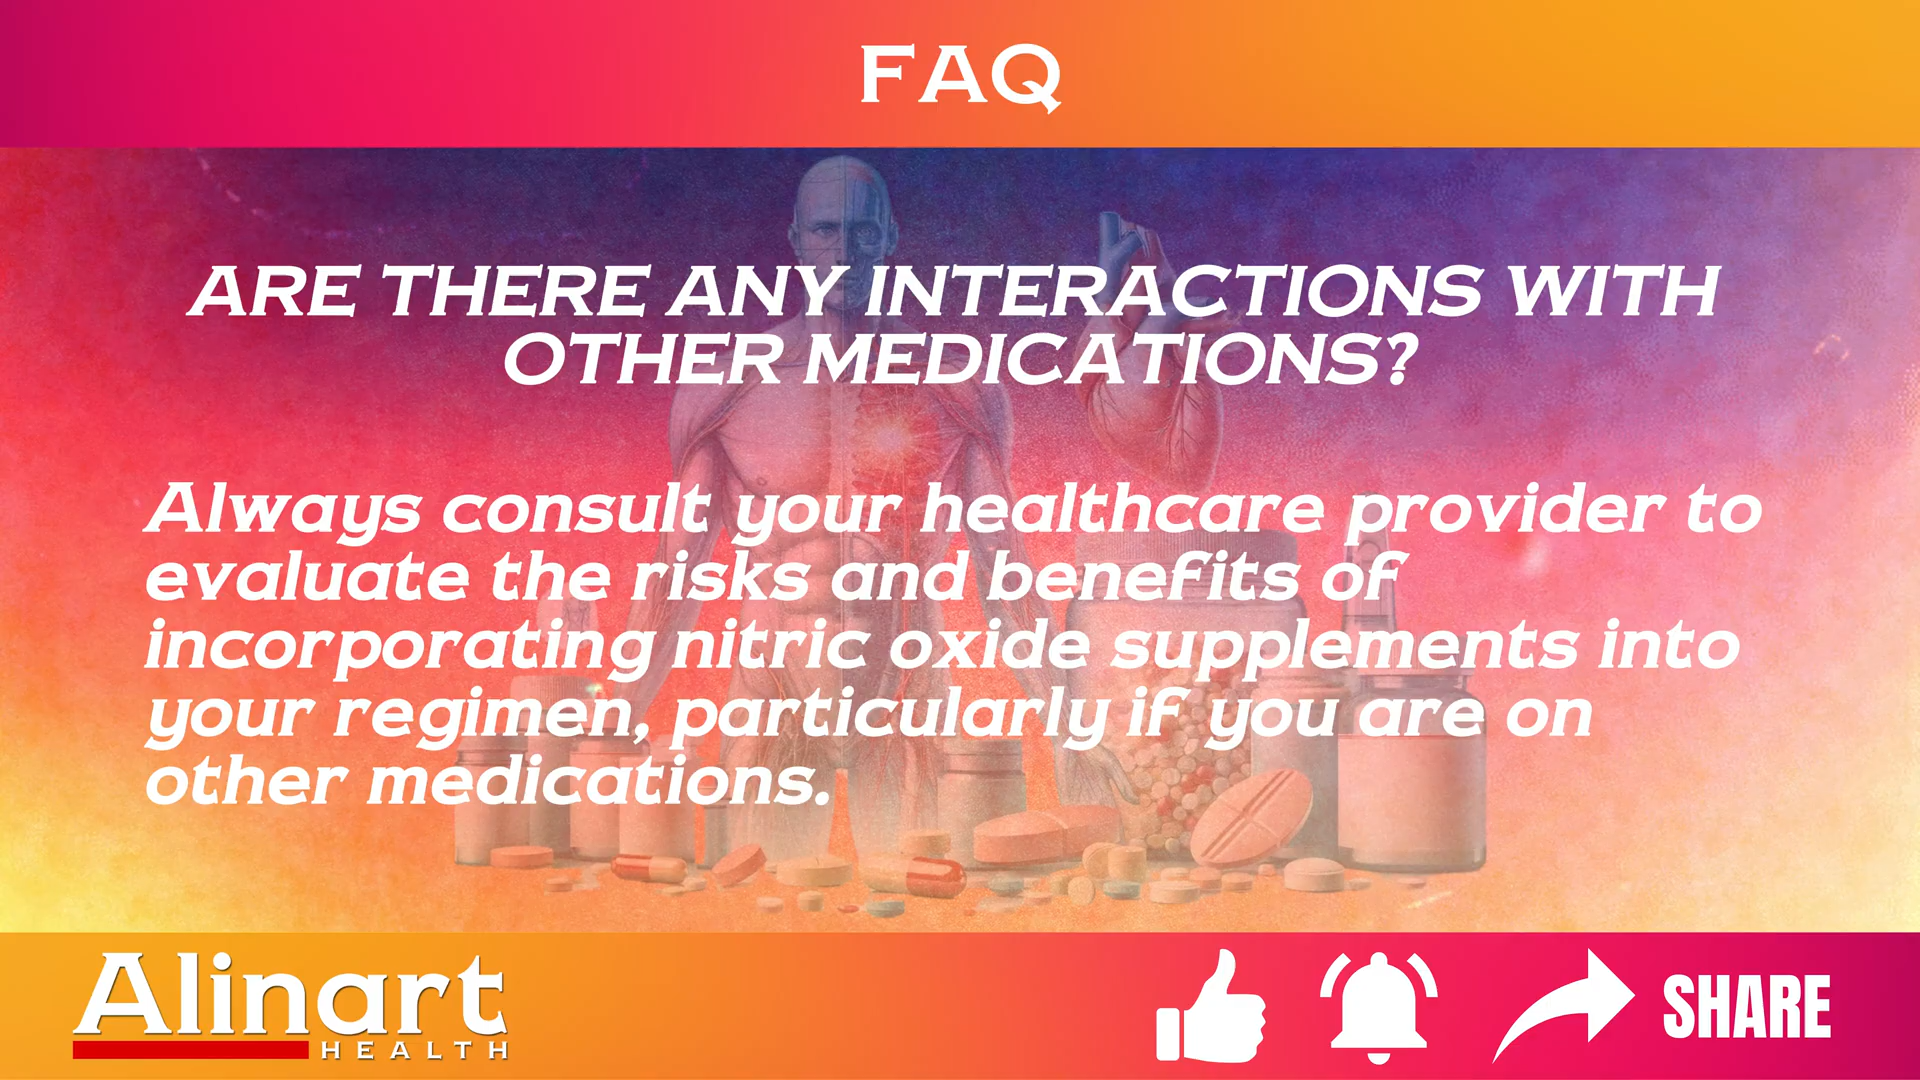 FAQ
ARE THERE ANY INTERACTIONS WITH
OTHER MEDICATIONS?
Always consult your healthcare provider to
evaluate the risks and benefits of
incorporating nitric oxide supplements into
your regimen, particularly if you are on
other medications.
Alinart
HEALTH
SHARE